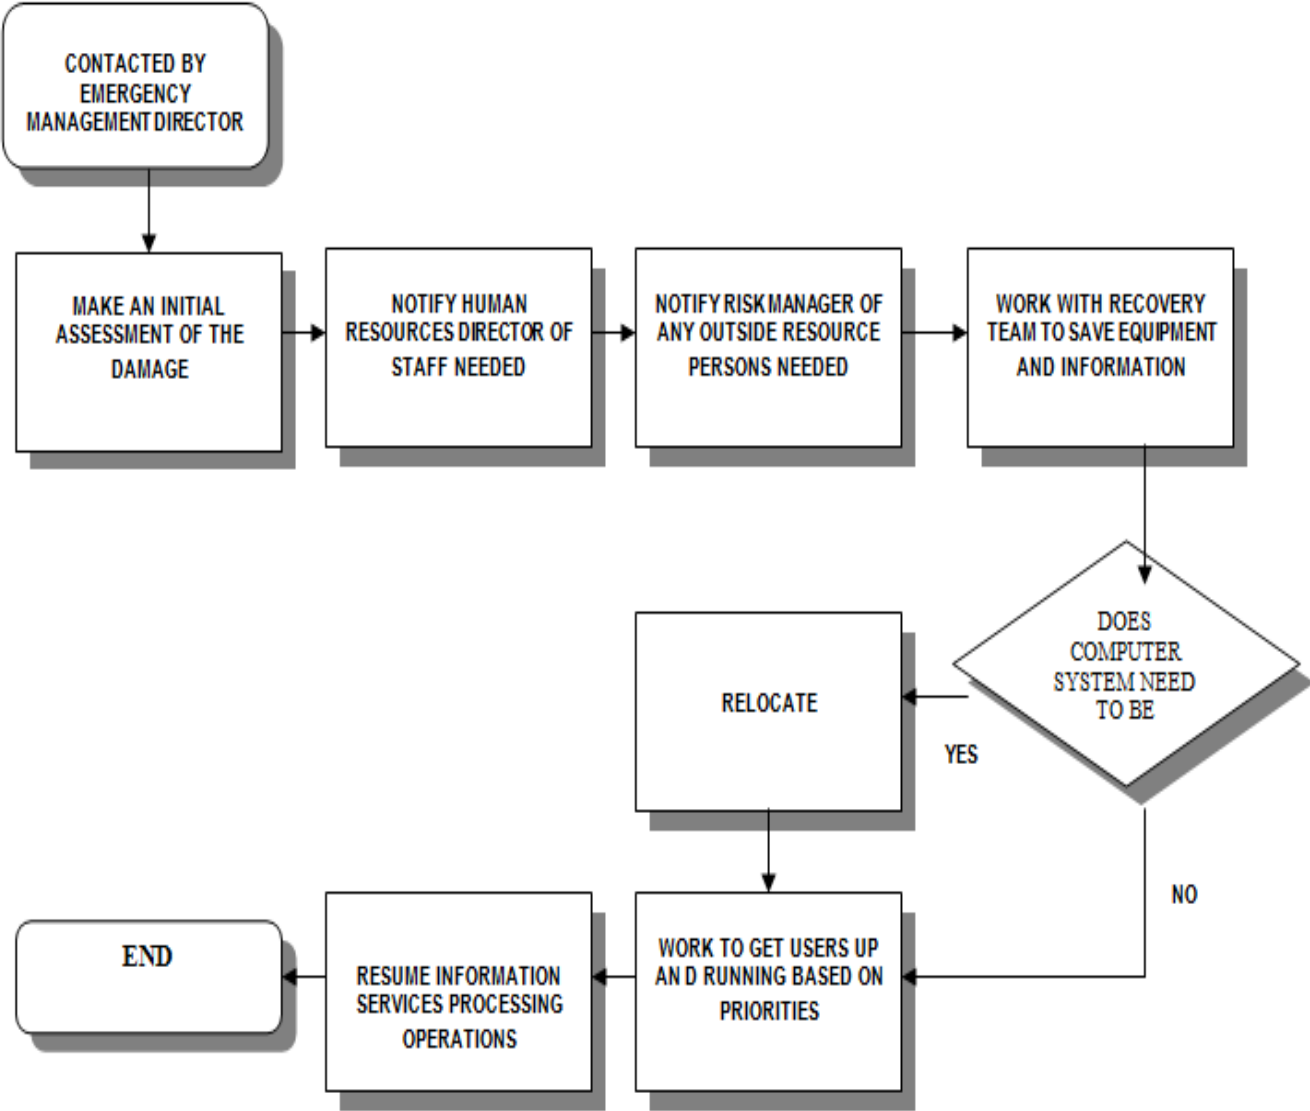 CONTACTED BY
EMERGENCY
MANAGEMENT DIRECTOR
MAKE AN INITIAL
ASSESSMENT OF THE
DAMAGE
NOTIFY HUMAN
RESOURCES DIRECTOR OF
STAFF NEEDED
NOTIFY RISK MANAGER OF
ANY OUTSIDE RESOURCE
PERSONS NEEDED
WORK WITH RECOVERY
TEAM TO SAVE EQUIPMENT
AND INFORMATION
DOES
COMPUTER
SYSTEM NEED
TO BE
YES
RELOCATE
NO
WORK TO GET USERS UP
AND RUNNING BASED ON
PRIORITIES
RESUME INFORMATION
SERVICES PROCESSING
OPERATIONS
END